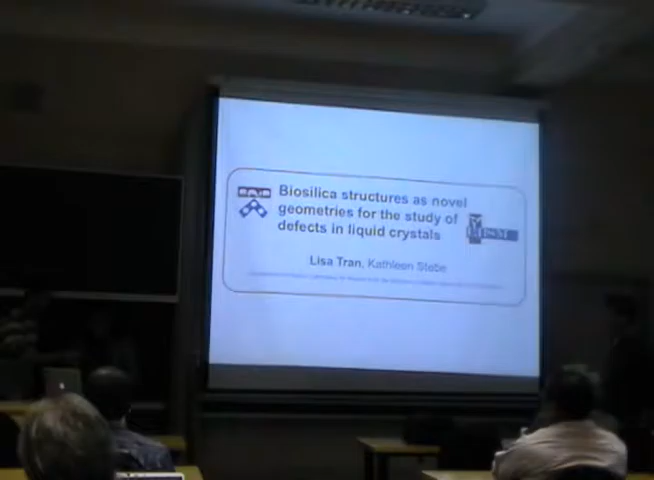 Biosilica structures as novel
geometries for the study of
defects in liquid crystals
Lisa Tran, Kathleen Stebe